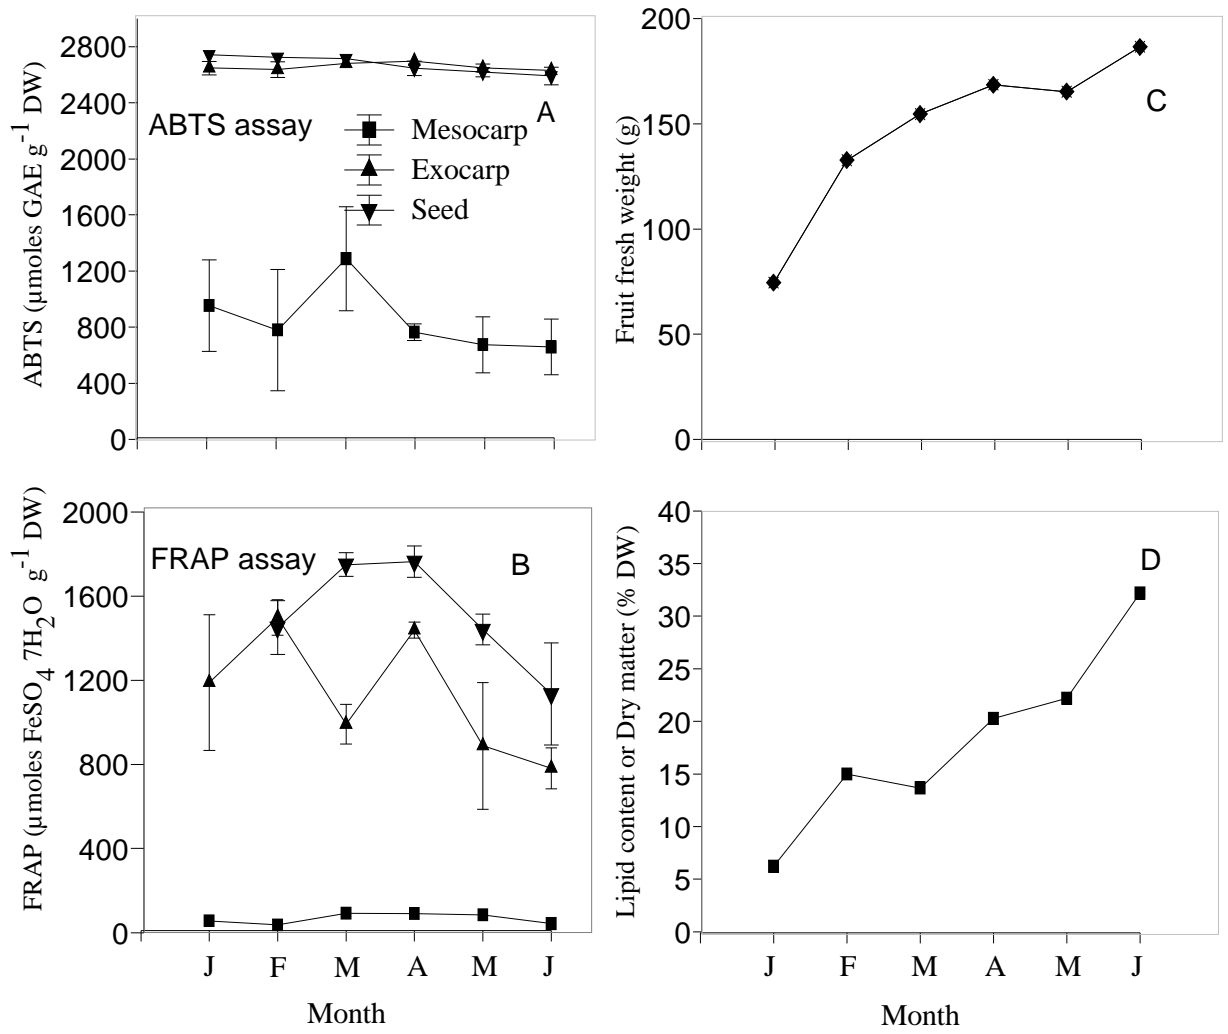 ABTS (µmoles GAE g-1 DW)
2800
2400
2000
1600
1200
800
400
0
ABTS assay
A
Mesocarp
Exocarp
Seed
Fruit fresh weight (g)
200
150
100
50
0
C
FRAP (µmoles FeSO4 7H2O g-1 DW)
2000
1600
1200
800
400
0
FRAP assay
B
J F M A M J
Month
Lipid content or Dry matter (% DW)
40
35
30
25
20
15
10
5
0
D
J F M A M J
Month